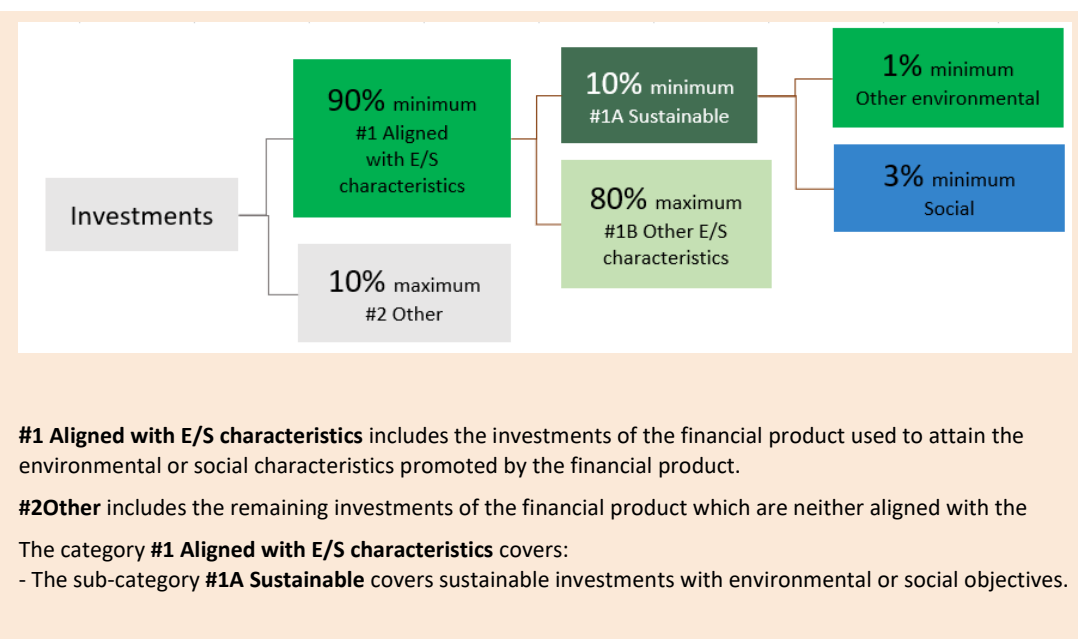 Investments
90% minimum
#1 Aligned
with E/S
characteristics
10% maximum
#2 Other
10% minimum
#1A Sustainable
80% maximum
#1B Other E/S
characteristics
1% minimum
Other environmental
3% minimum
Social
#1 Aligned with E/S characteristics includes the investments of the financial product used to attain the
environmental or social characteristics promoted by the financial product.
#2Other includes the remaining investments of the financial product which are neither aligned with the
The category #1 Aligned with E/S characteristics covers:
- The sub-category #1A Sustainable covers sustainable investments with environmental or social objectives.